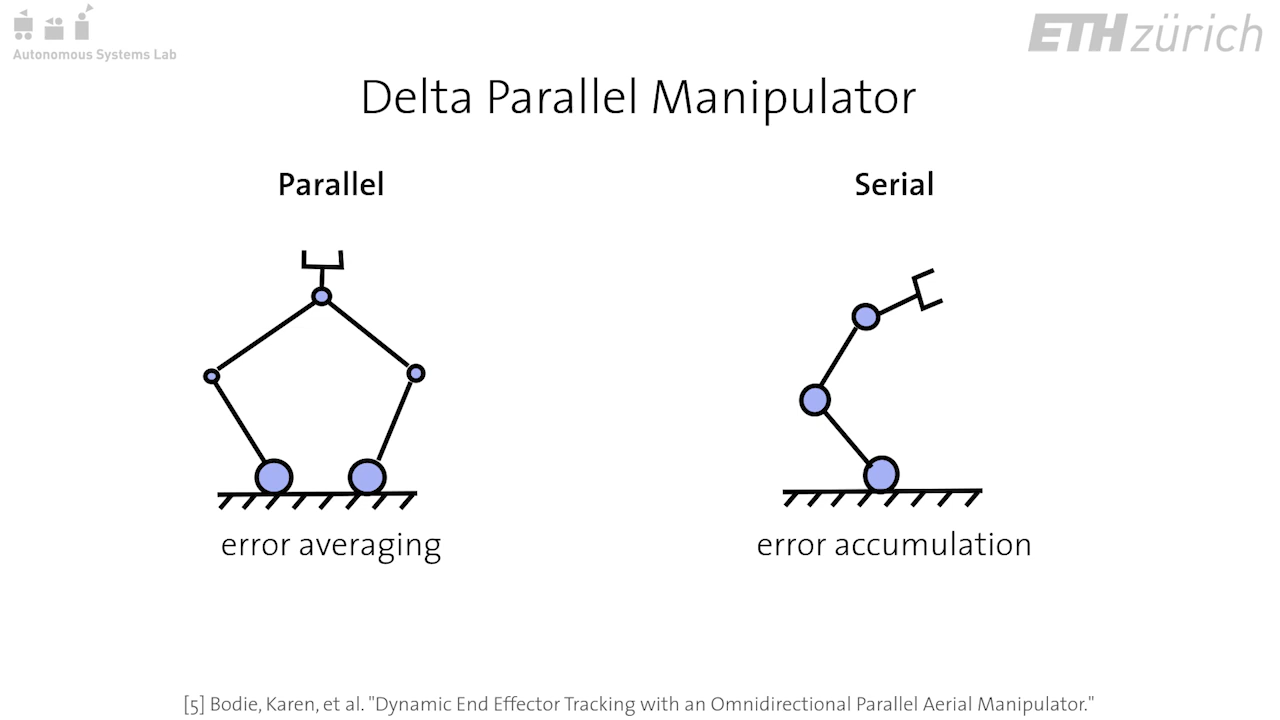 Autonomous Systems Lab
ETH zürich
Delta Parallel Manipulator
Parallel
Serial
error averaging
error accumulation
[5] Bodie, Karen, et al. "Dynamic End Effector Tracking with an Omnidirectional Parallel Aerial Manipulator."